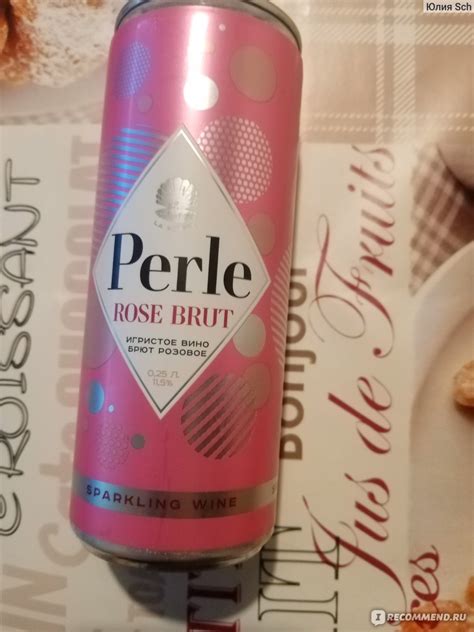 Юлия Sch
Perle
ROSE BRUT
ИГРИСТОЕ ВИНО
БРЮТ РОЗОВОЕ
0,25 Л
11,5%
SPARKLING WINE
CROISSANT
BONJOUR
Jus de Fruits
I RECOMMEND.RU